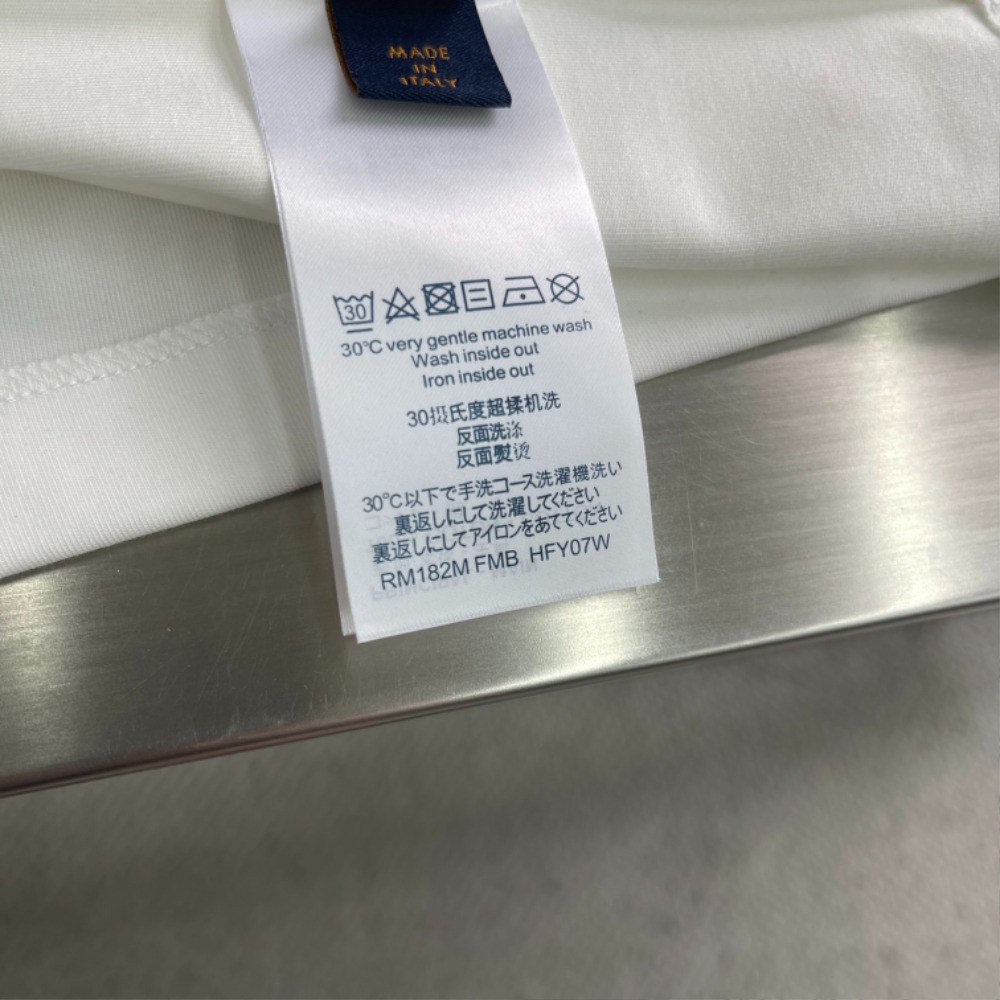 MADE
IN
ITALY
30
30°C very gentle machine wash
Wash inside out
Iron inside out
30摄氏度超揉机洗
反面洗涤
反面熨烫
30℃以下で手洗コース洗濯機洗い
裏返しにして洗濯してください
裏返しにしてアイロンをあててください
RM182M FMB HFY07W